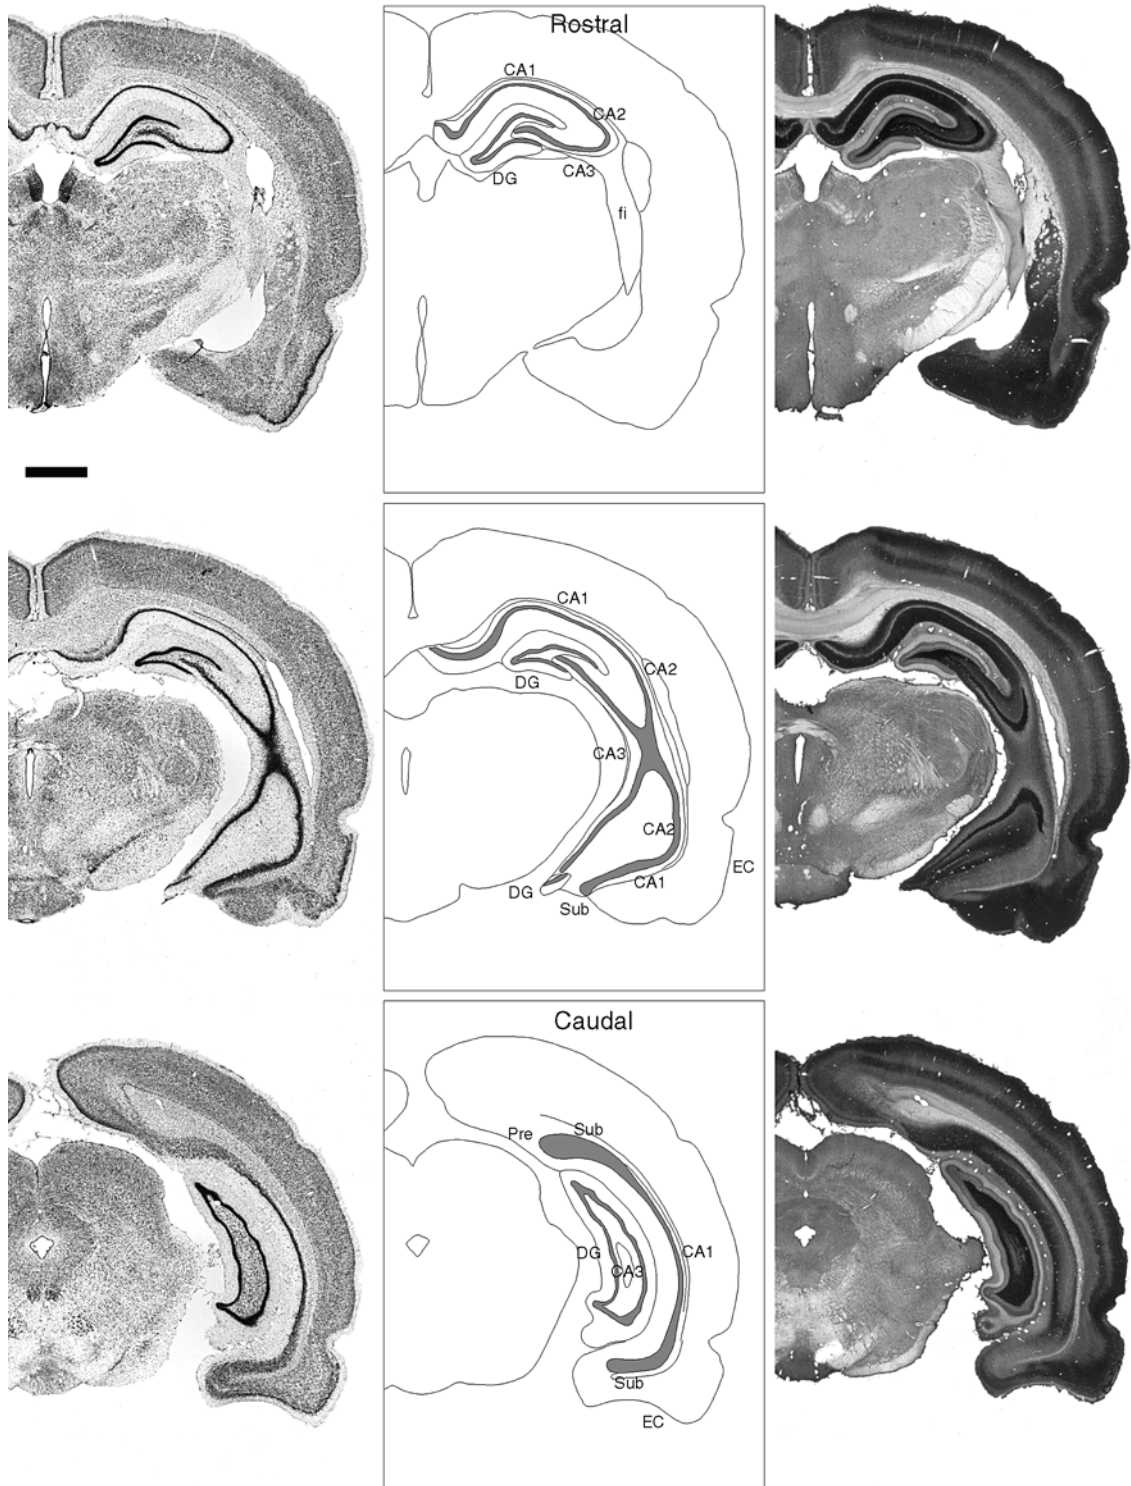 Rostral
CA1
CA2
DG
CA3
fi
CA1
CA2
DG
CA3
CA2
EC
CA1
DG
Sub
Caudal
Pre
Sub
DG
CA1
CA3
Sub
EC